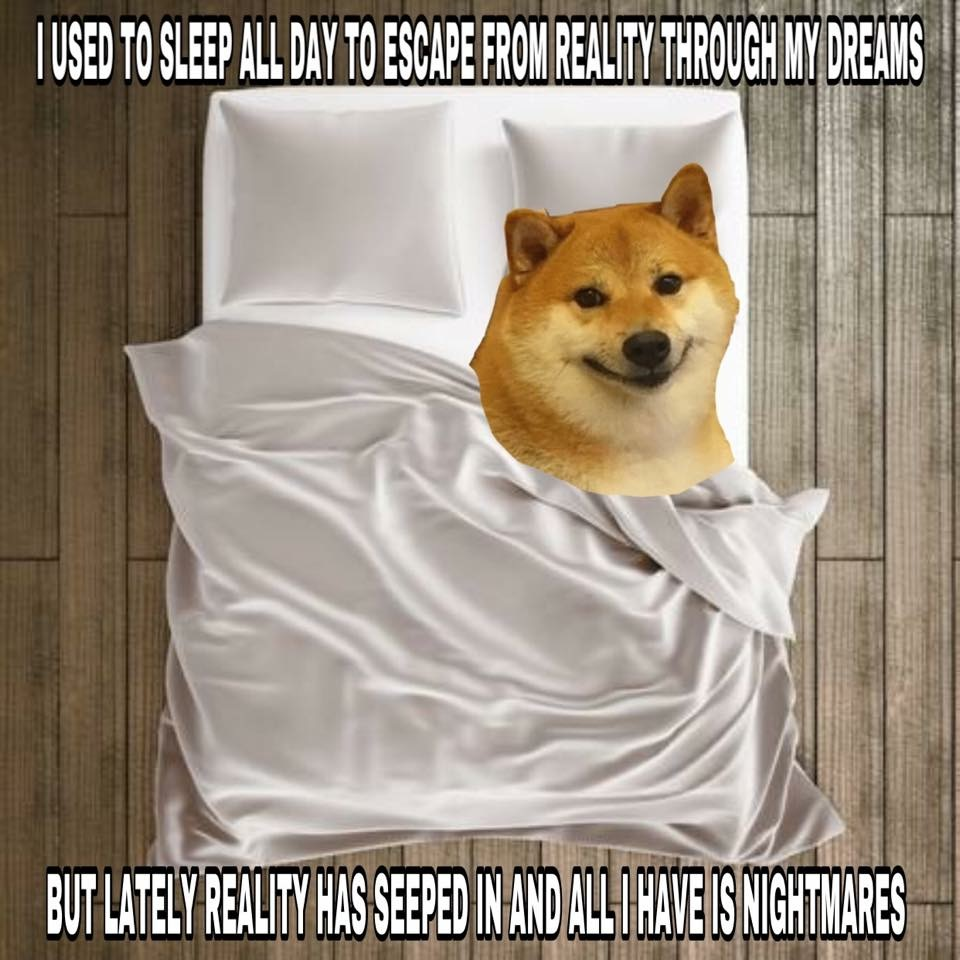 I USED TO SLEEP ALL DAY TO ESCAPE FROM REALITY THROUGH MY DREAMS
BUT LATELY REALITY HAS SEEPED IN AND ALL I HAVE IS NIGHTMARES